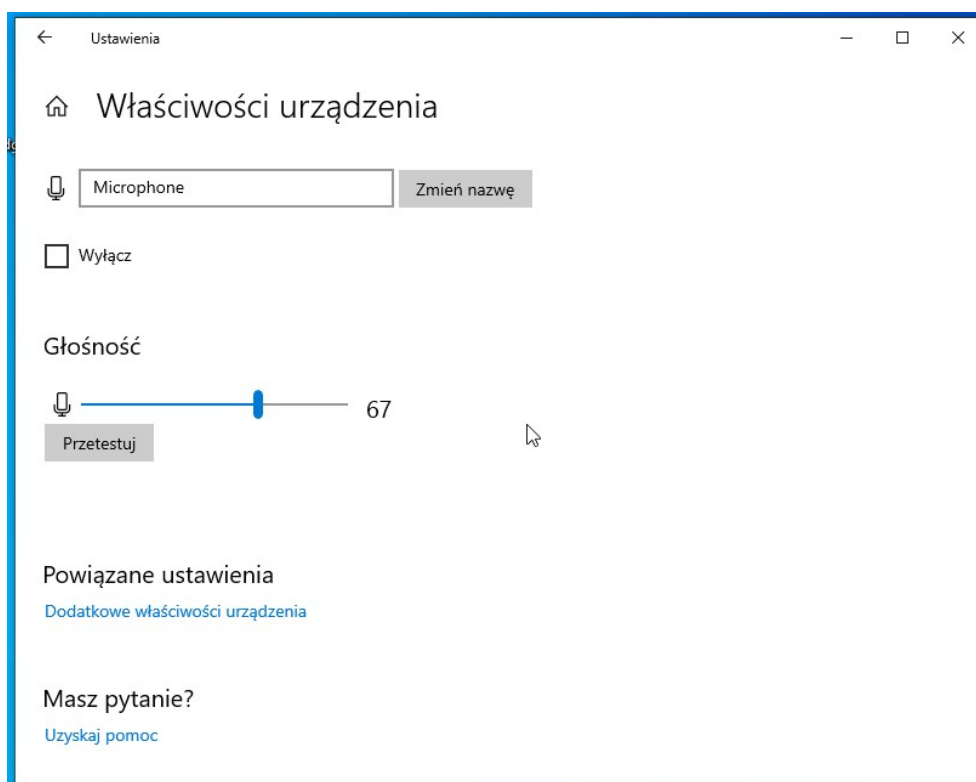 Ustawienia
Właściwości urządzenia
Microphone
Zmień nazwę
Wyłącz
Głośność
67
Przetestuj
Powiązane ustawienia
Dodatkowe właściwości urządzenia
Masz pytanie?
Uzyskaj pomoc